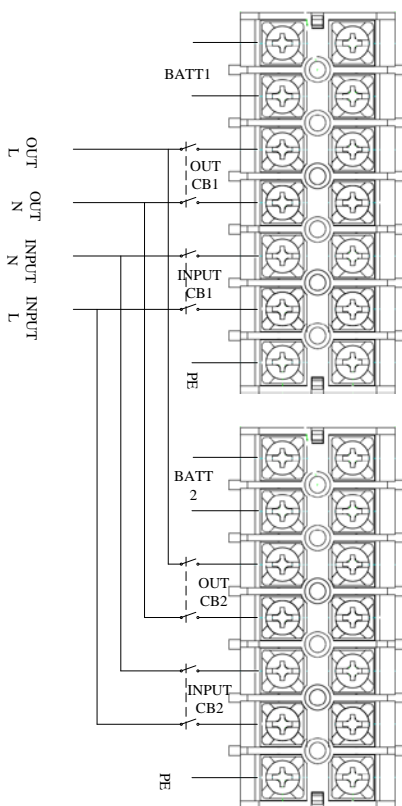 BATT1
OUT
L
OUT
CB1
OUT
N
INPUT
N
INPUT
CB1
INPUT
L
PE
BATT
2
OUT
CB2
INPUT
CB2
PE